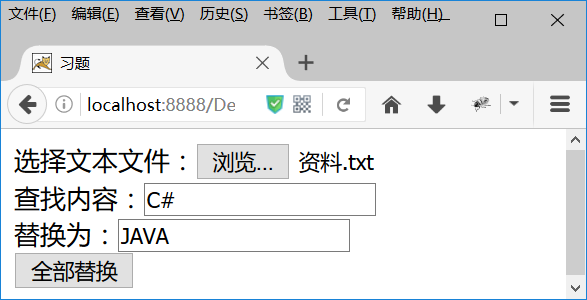 文件(F) 编辑(E) 查看(V) 历史(S) 书签(B) 工具(T) 帮助(H)
习题
localhost:8888/De
选择文本文件：浏览... 资料.txt
查找内容：C#
替换为：JAVA
全部替换